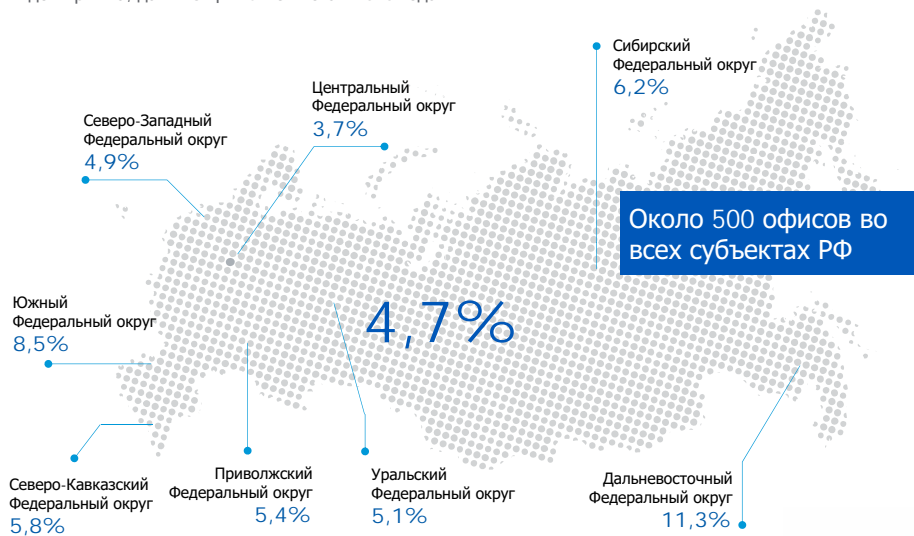 Сибирский
Федеральный округ
6,2%
Центральный
Федеральный округ
3,7%
Северо-Западный
Федеральный округ
4,9%
Около 500 офисов во
всех субъектах РФ
Южный
Федеральный округ
8,5%
4,7%
Северо-Кавказский
Федеральный округ
5,8%
Приволжский
Федеральный округ
5,4%
Уральский
Федеральный округ
5,1%
Дальневосточный
Федеральный округ
11,3%